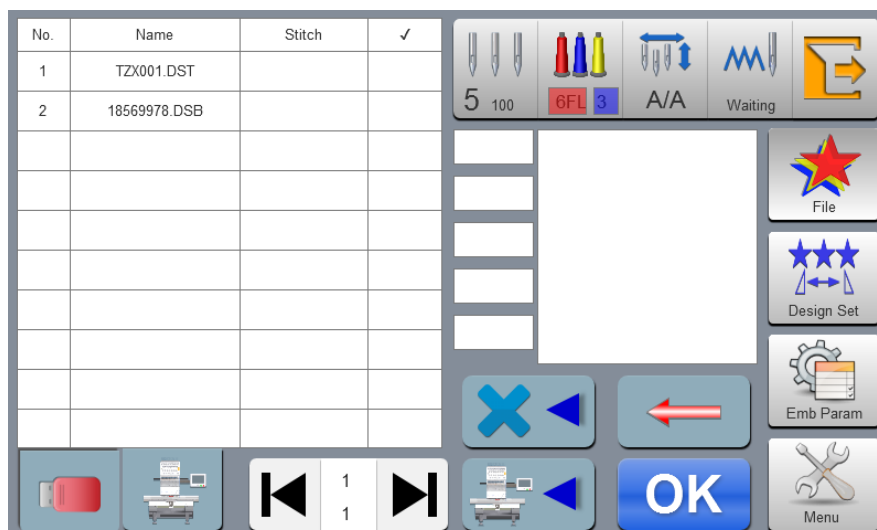 No. Name Stitch ✓
1 TZX001.DST
2 18569978.DSB
5 100
6FL 3
A/A
Waiting
File
Design Set
Emb Param
1
1
OK
Menu